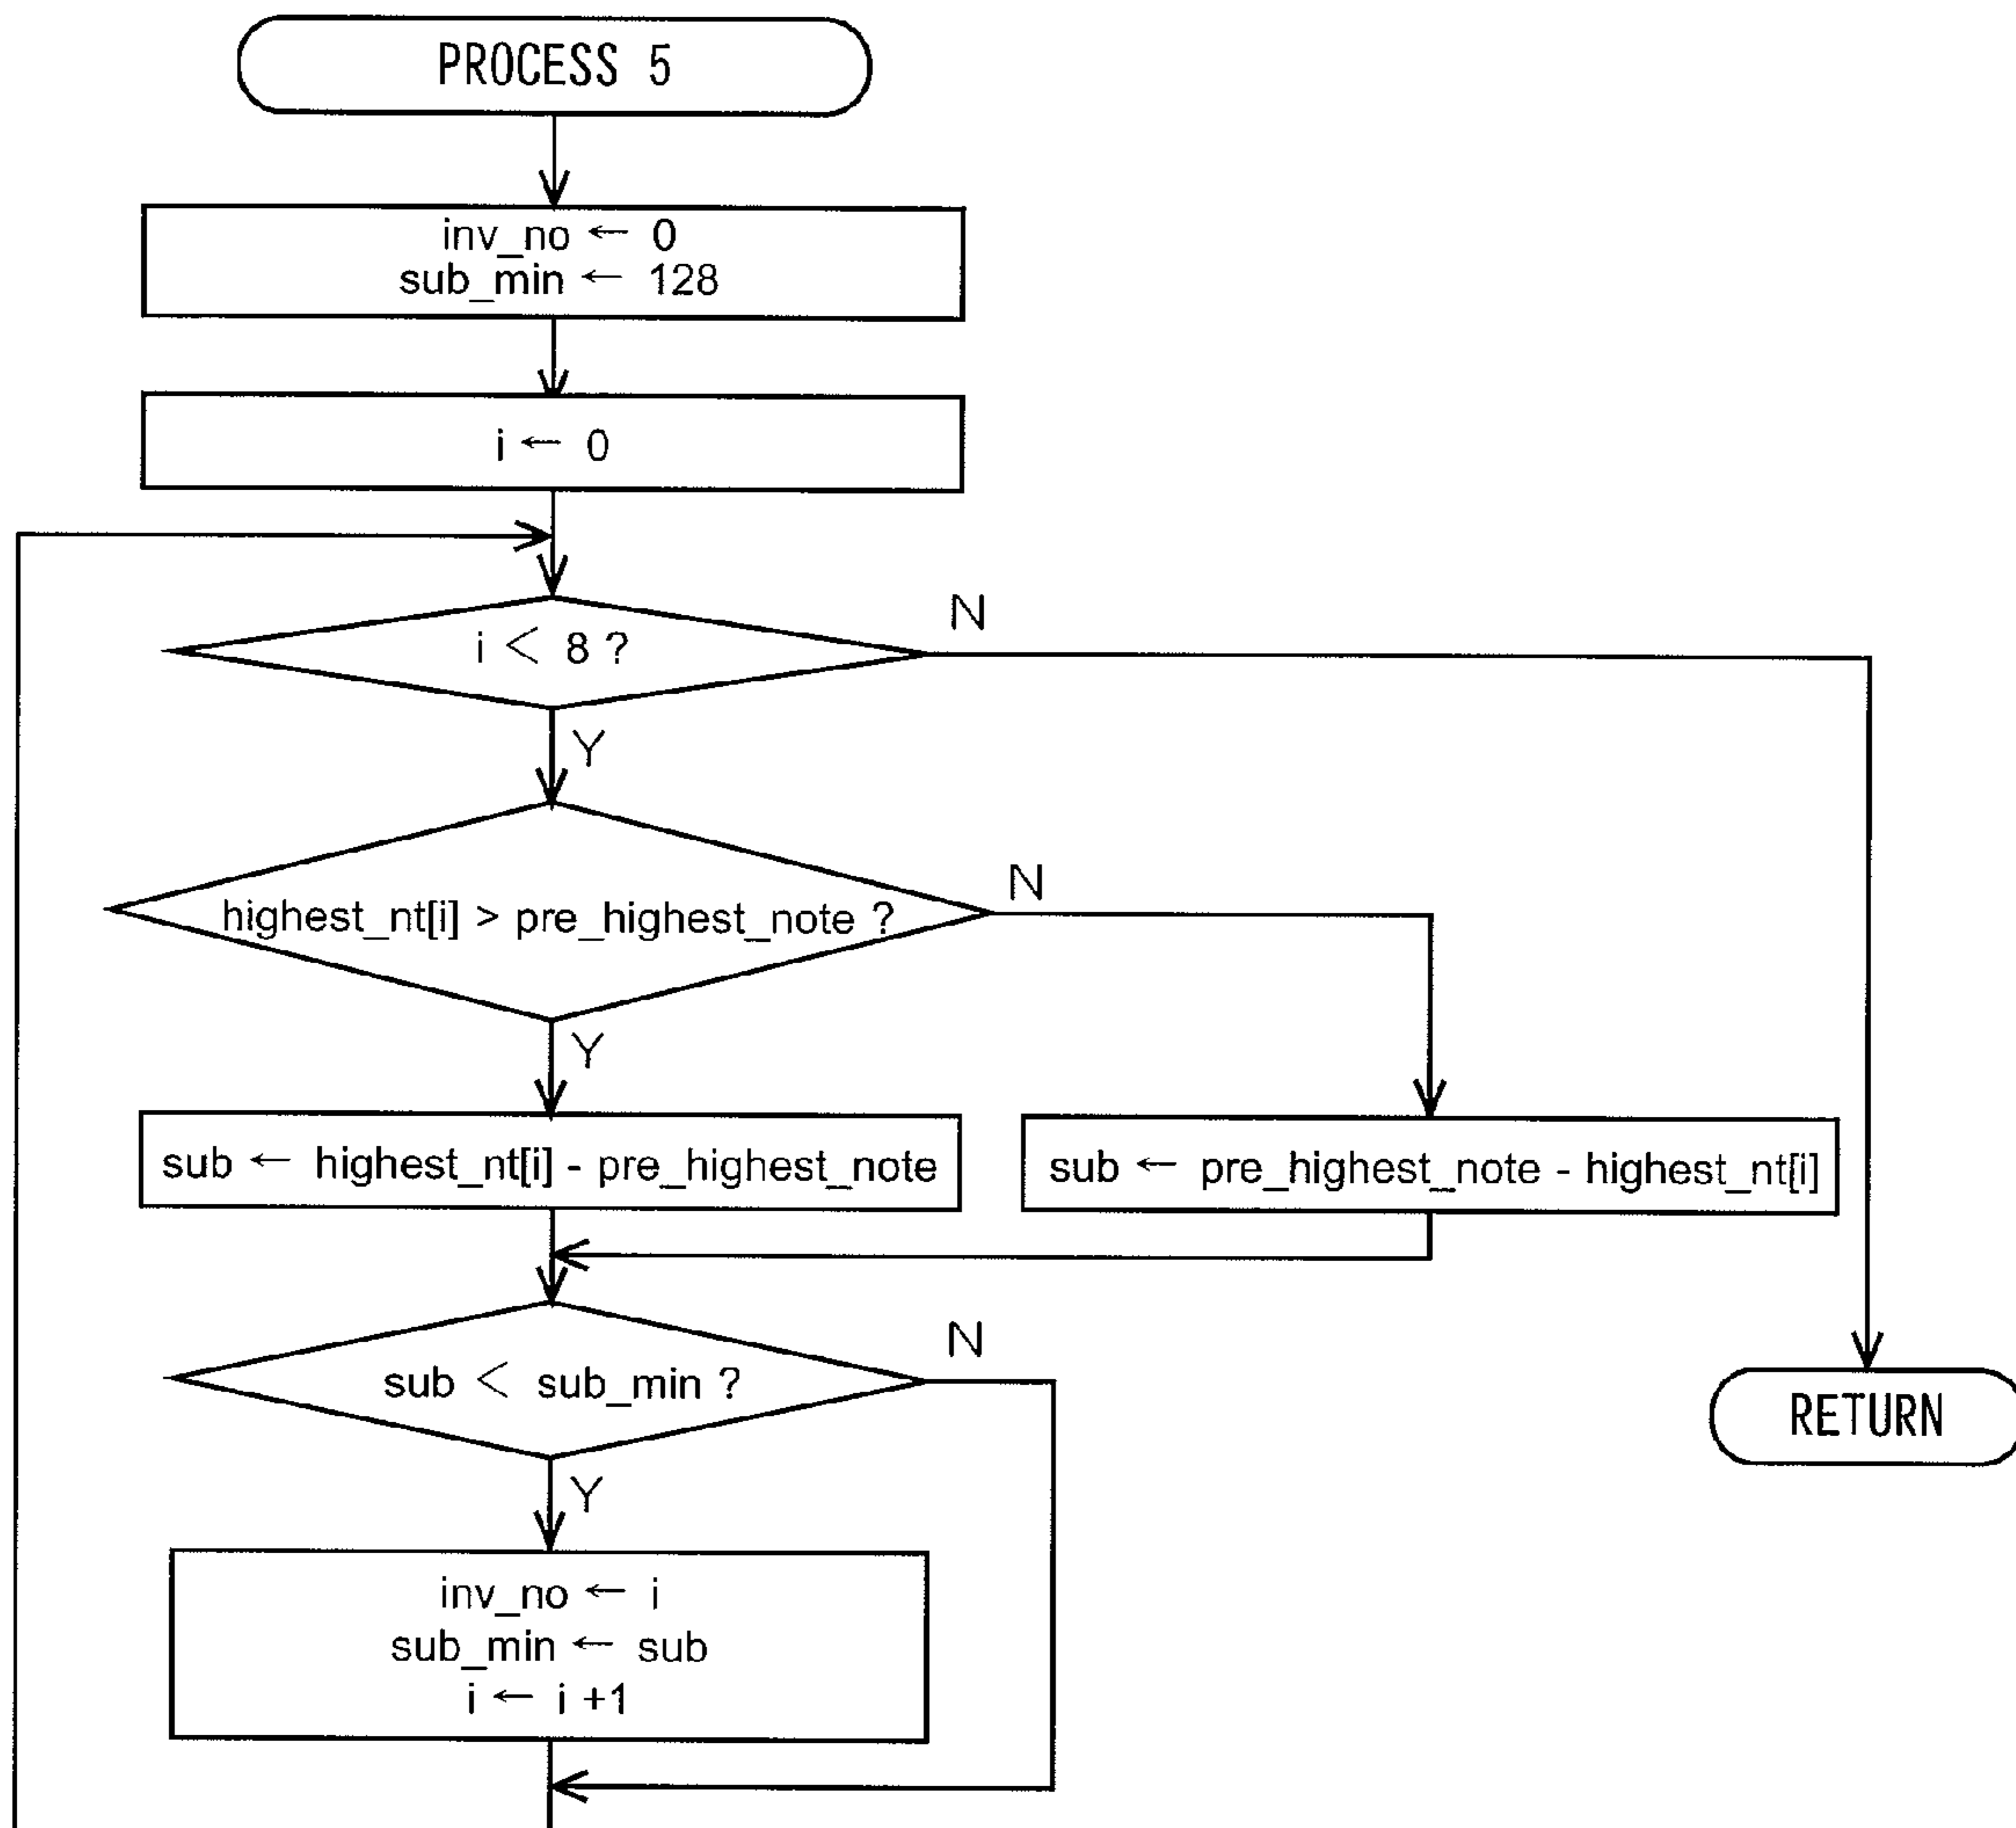 PROCESS 5
inv_no ← 0
sub_min ← 128
i ← 0
i < 8 ?
N
Y
highest_nt[i] > pre_highest_note ?
N
Y
sub ← highest_nt[i] - pre_highest_note
sub ← pre_highest_note - highest_nt[i]
sub < sub_min ?
N
Y
RETURN
inv_no ← i
sub_min ← sub
i ← i +1